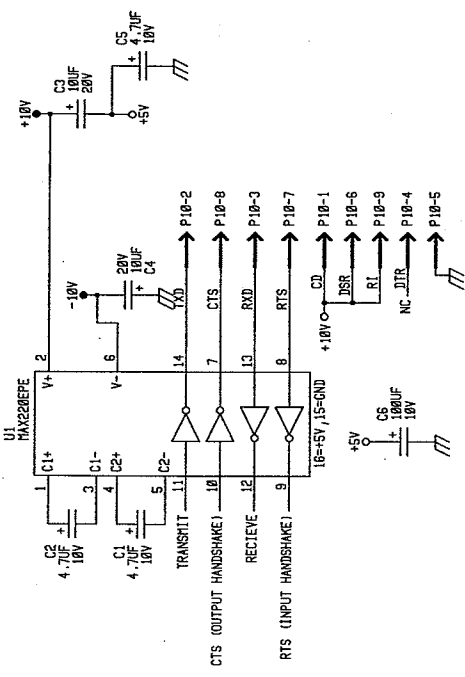 U1
MAX220EPE
1
C1+
3
C1-
4
C2+
5
C2-
C2
4.7UF
10V
C1
4.7UF
10V
V+
2
V-
6
+10V
C3
10UF
20V
+5V
C5
4.7UF
10V
-10V
20V
10UF
C4
TRANSMIT
11
14
TXD
P10-2
CTS (OUTPUT HANDSHAKE)
10
7
CTS
P10-8
RECIEVE
12
13
RXD
P10-3
RTS (INPUT HANDSHAKE)
9
8
RTS
P10-7
16=+5V,15=GND
+10V
CD
P10-1
DSR
P10-6
RI
P10-9
NC
DTR
P10-4
P10-5
+5V
C6
100UF
10V
+
+
+
+
+
+